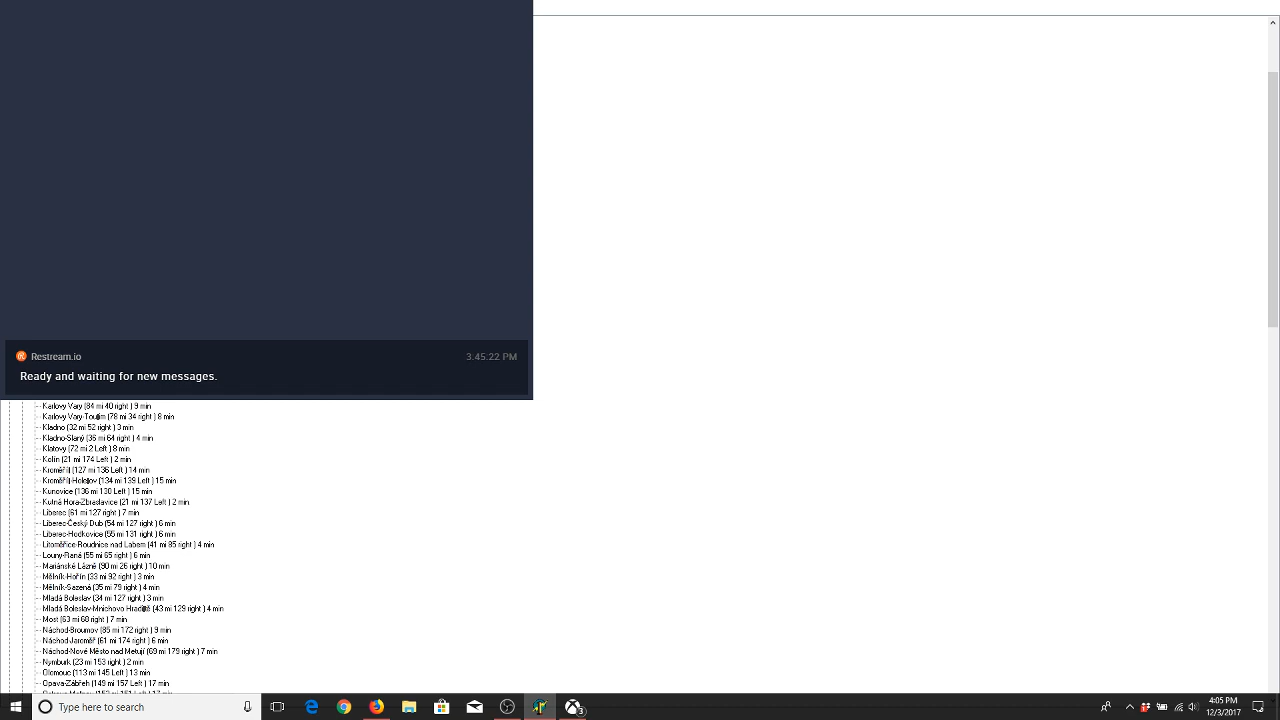 Restream.io
3:45:22 PM
Ready and waiting for new messages.
Karlovy Vary (84 mi 40 right ) 9 min
Karlovy Vary-Toužim (78 mi 34 right ) 8 min
Kladno (32 mi 52 right ) 3 min
Kladno-Slaný (36 mi 64 right ) 4 min
Klatovy (72 mi 2 Left ) 8 min
Kolín (21 mi 174 Left ) 2 min
(127 mi 136 Left ) 14 min
(134 mi 139 Left ) 15 min
Kunovice (136 mi 130 Left ) 15 min
Kutná Hora-Zbraslavice (21 mi 137 Left ) 2 min
Liberec (61 mi 127 right ) 7 min
Liberec-Český Dub (54 mi 127 right ) 6 min
Liberec-Hodkovice (55 mi 131 right ) 6 min
Litoměřice-Roudnice nad Labem (41 mi 85 right ) 4 min
Louny-Raná (55 mi 65 right ) 6 min
Mariánské Lázně (90 mi 26 right ) 10 min
Mělník-Hořín (33 mi 92 right ) 3 min
Mělník-Sazená (35 mi 79 right ) 4 min
Mladá Boleslav (34 mi 127 right ) 3 min
Mladá Boleslav-Mnichovo (43 mi 129 right ) 4 min
Most (63 mi 68 right ) 7 min
Náchod-Broumov (85 mi 172 right ) 9 min
Náchod-Jaroměř (61 mi 174 right ) 6 min
Náchod-Nové Město nad Metují (69 mi 179 right ) 7 min
Nymburk (23 mi 153 right ) 2 min
Olomouc (113 mi 145 Left ) 13 min
Opava-Zábřeh (149 mi 157 Left ) 17 min
Type here to search
4:05 PM
12/3/2017